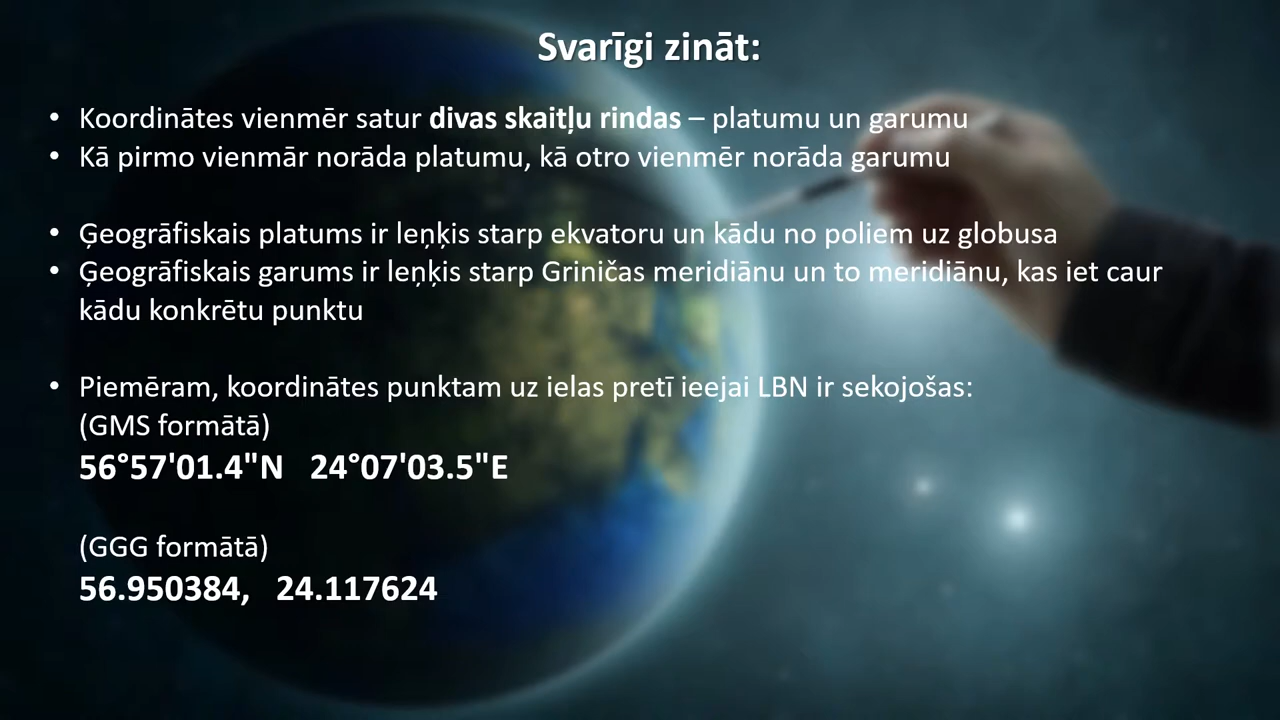 Svarīgi zināt:
• Koordinātes vienmēr satur divas skaitļu rindas – platumu un garumu
• Kā pirmo vienmār norāda platumu, kā otro vienmēr norāda garumu
• Ģeogrāfiskais platums ir leņķis starp ekvatoru un kādu no poliem uz globusa
• Ģeogrāfiskais garums ir leņķis starp Griničas meridiānu un to meridiānu, kas iet caur
kādu konkrētu punktu
• Piemēram, koordinātes punktam uz ielas pretī ieejai LBN ir sekojošas:
(GMS formātā)
56°57'01.4"N 24°07'03.5"E
(GGG formātā)
56.950384, 24.117624